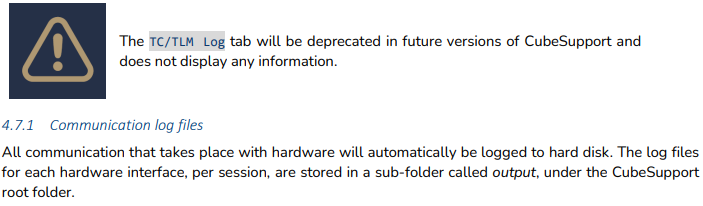 The TC/TLM Log tab will be deprecated in future versions of CubeSupport and
does not display any information.
4.7.1 Communication log files
All communication that takes place with hardware will automatically be logged to hard disk. The log files
for each hardware interface, per session, are stored in a sub-folder called output, under the CubeSupport
root folder.